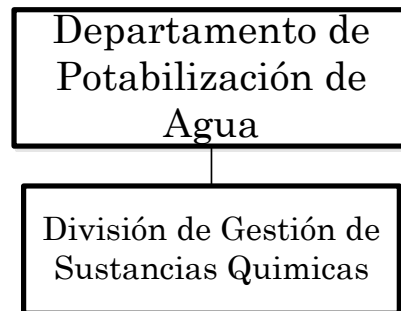 Departamento de
Potabilización de
Agua
División de Gestión de
Sustancias Quimicas